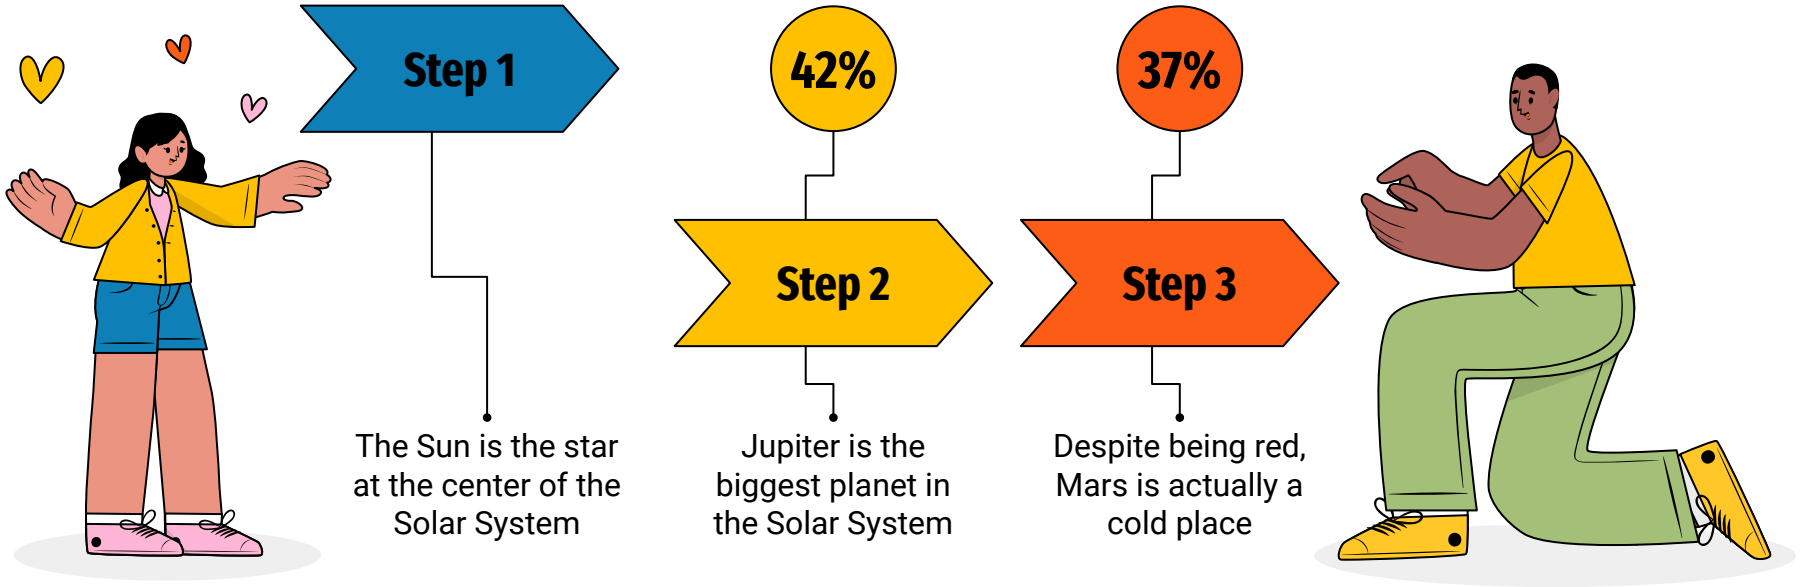 Step 1
The Sun is the star
at the center of the
Solar System
42%
Step 2
Jupiter is the
biggest planet in
the Solar System
37%
Step 3
Despite being red,
Mars is actually a
cold place